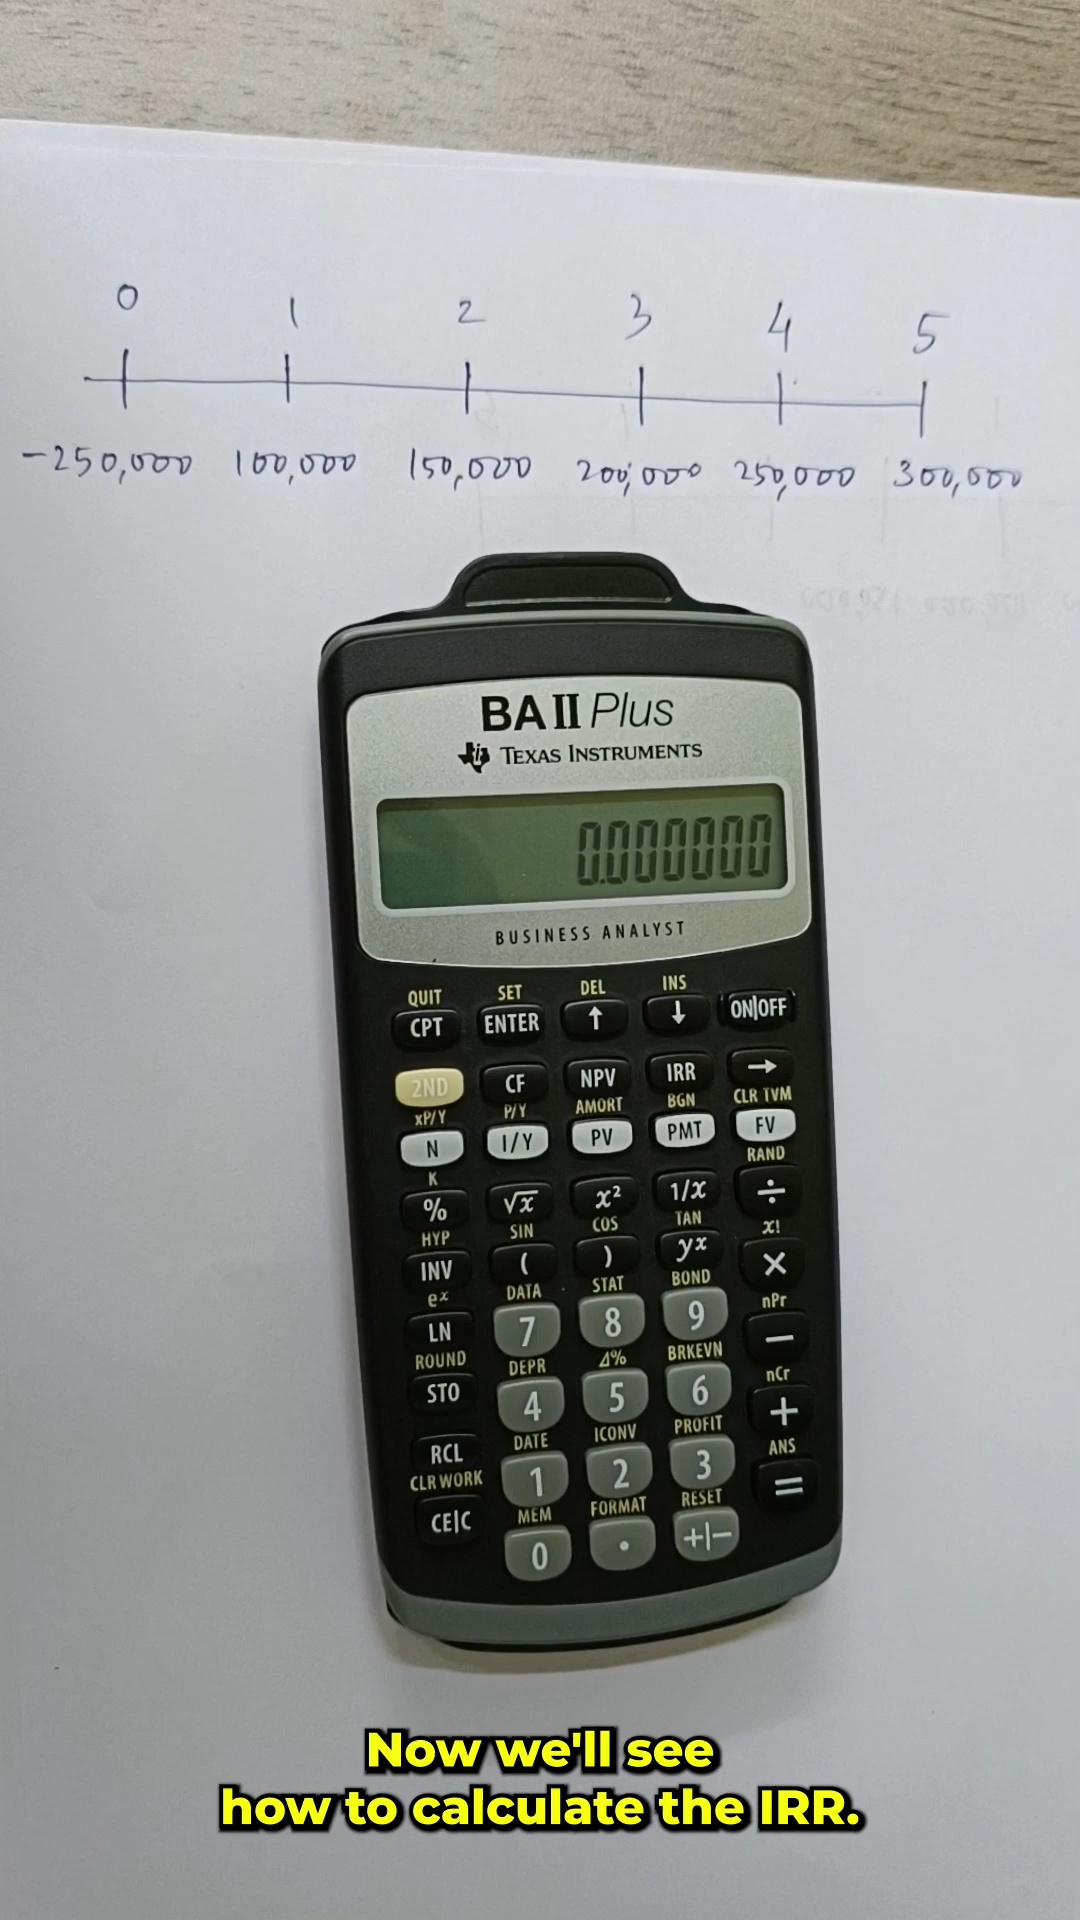 0 1 2 3 4 5
-250,000 100,000 150,000 200,000 250,000 300,000
BA II Plus
TEXAS INSTRUMENTS
0.000000
BUSINESS ANALYST
QUIT SET DEL INS
CPT ENTER ↑ ↓ ON|OFF
2ND CF NPV IRR →
xP/Y P/Y AMORT BGN CLR TVM
N I/Y PV PMT FV
K RAND
% √x x² 1/x ÷
HYP SIN COS TAN x!
INV ( ) yˣ ×
eˣ DATA STAT BOND nPr
LN 7 8 9 −
ROUND DEPR Δ% BRKEVN nCr
STO 4 5 6 +
DATE ICONV PROFIT ANS
RCL 1 2 3 =
CLR WORK MEM FORMAT RESET
CE|C 0 . +|−
Now we'll see
how to calculate the IRR.